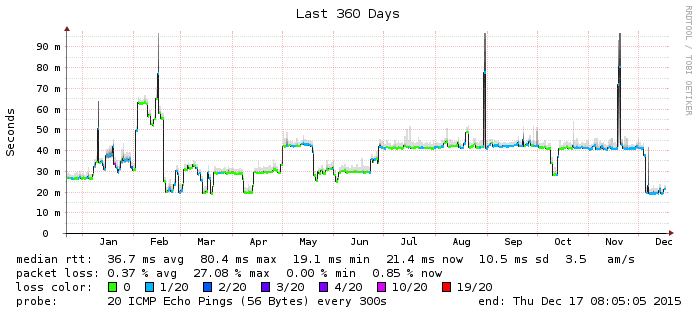 Last 360 Days
RRDTOOL / TOBI OETIKER
Seconds
90 m
80 m
70 m
60 m
50 m
40 m
30 m
20 m
10 m
0
Jan Feb Mar Apr May Jun Jul Aug Sep Oct Nov Dec
median rtt: 36.7 ms avg 80.4 ms max 19.1 ms min 21.4 ms now 10.5 ms sd 3.5 am/s
packet loss: 0.37 % avg 27.08 % max 0.00 % min 0.85 % now
loss color: 0 1/20 2/20 3/20 4/20 10/20 19/20
probe: 20 ICMP Echo Pings (56 Bytes) every 300s end: Thu Dec 17 08:05:05 2015